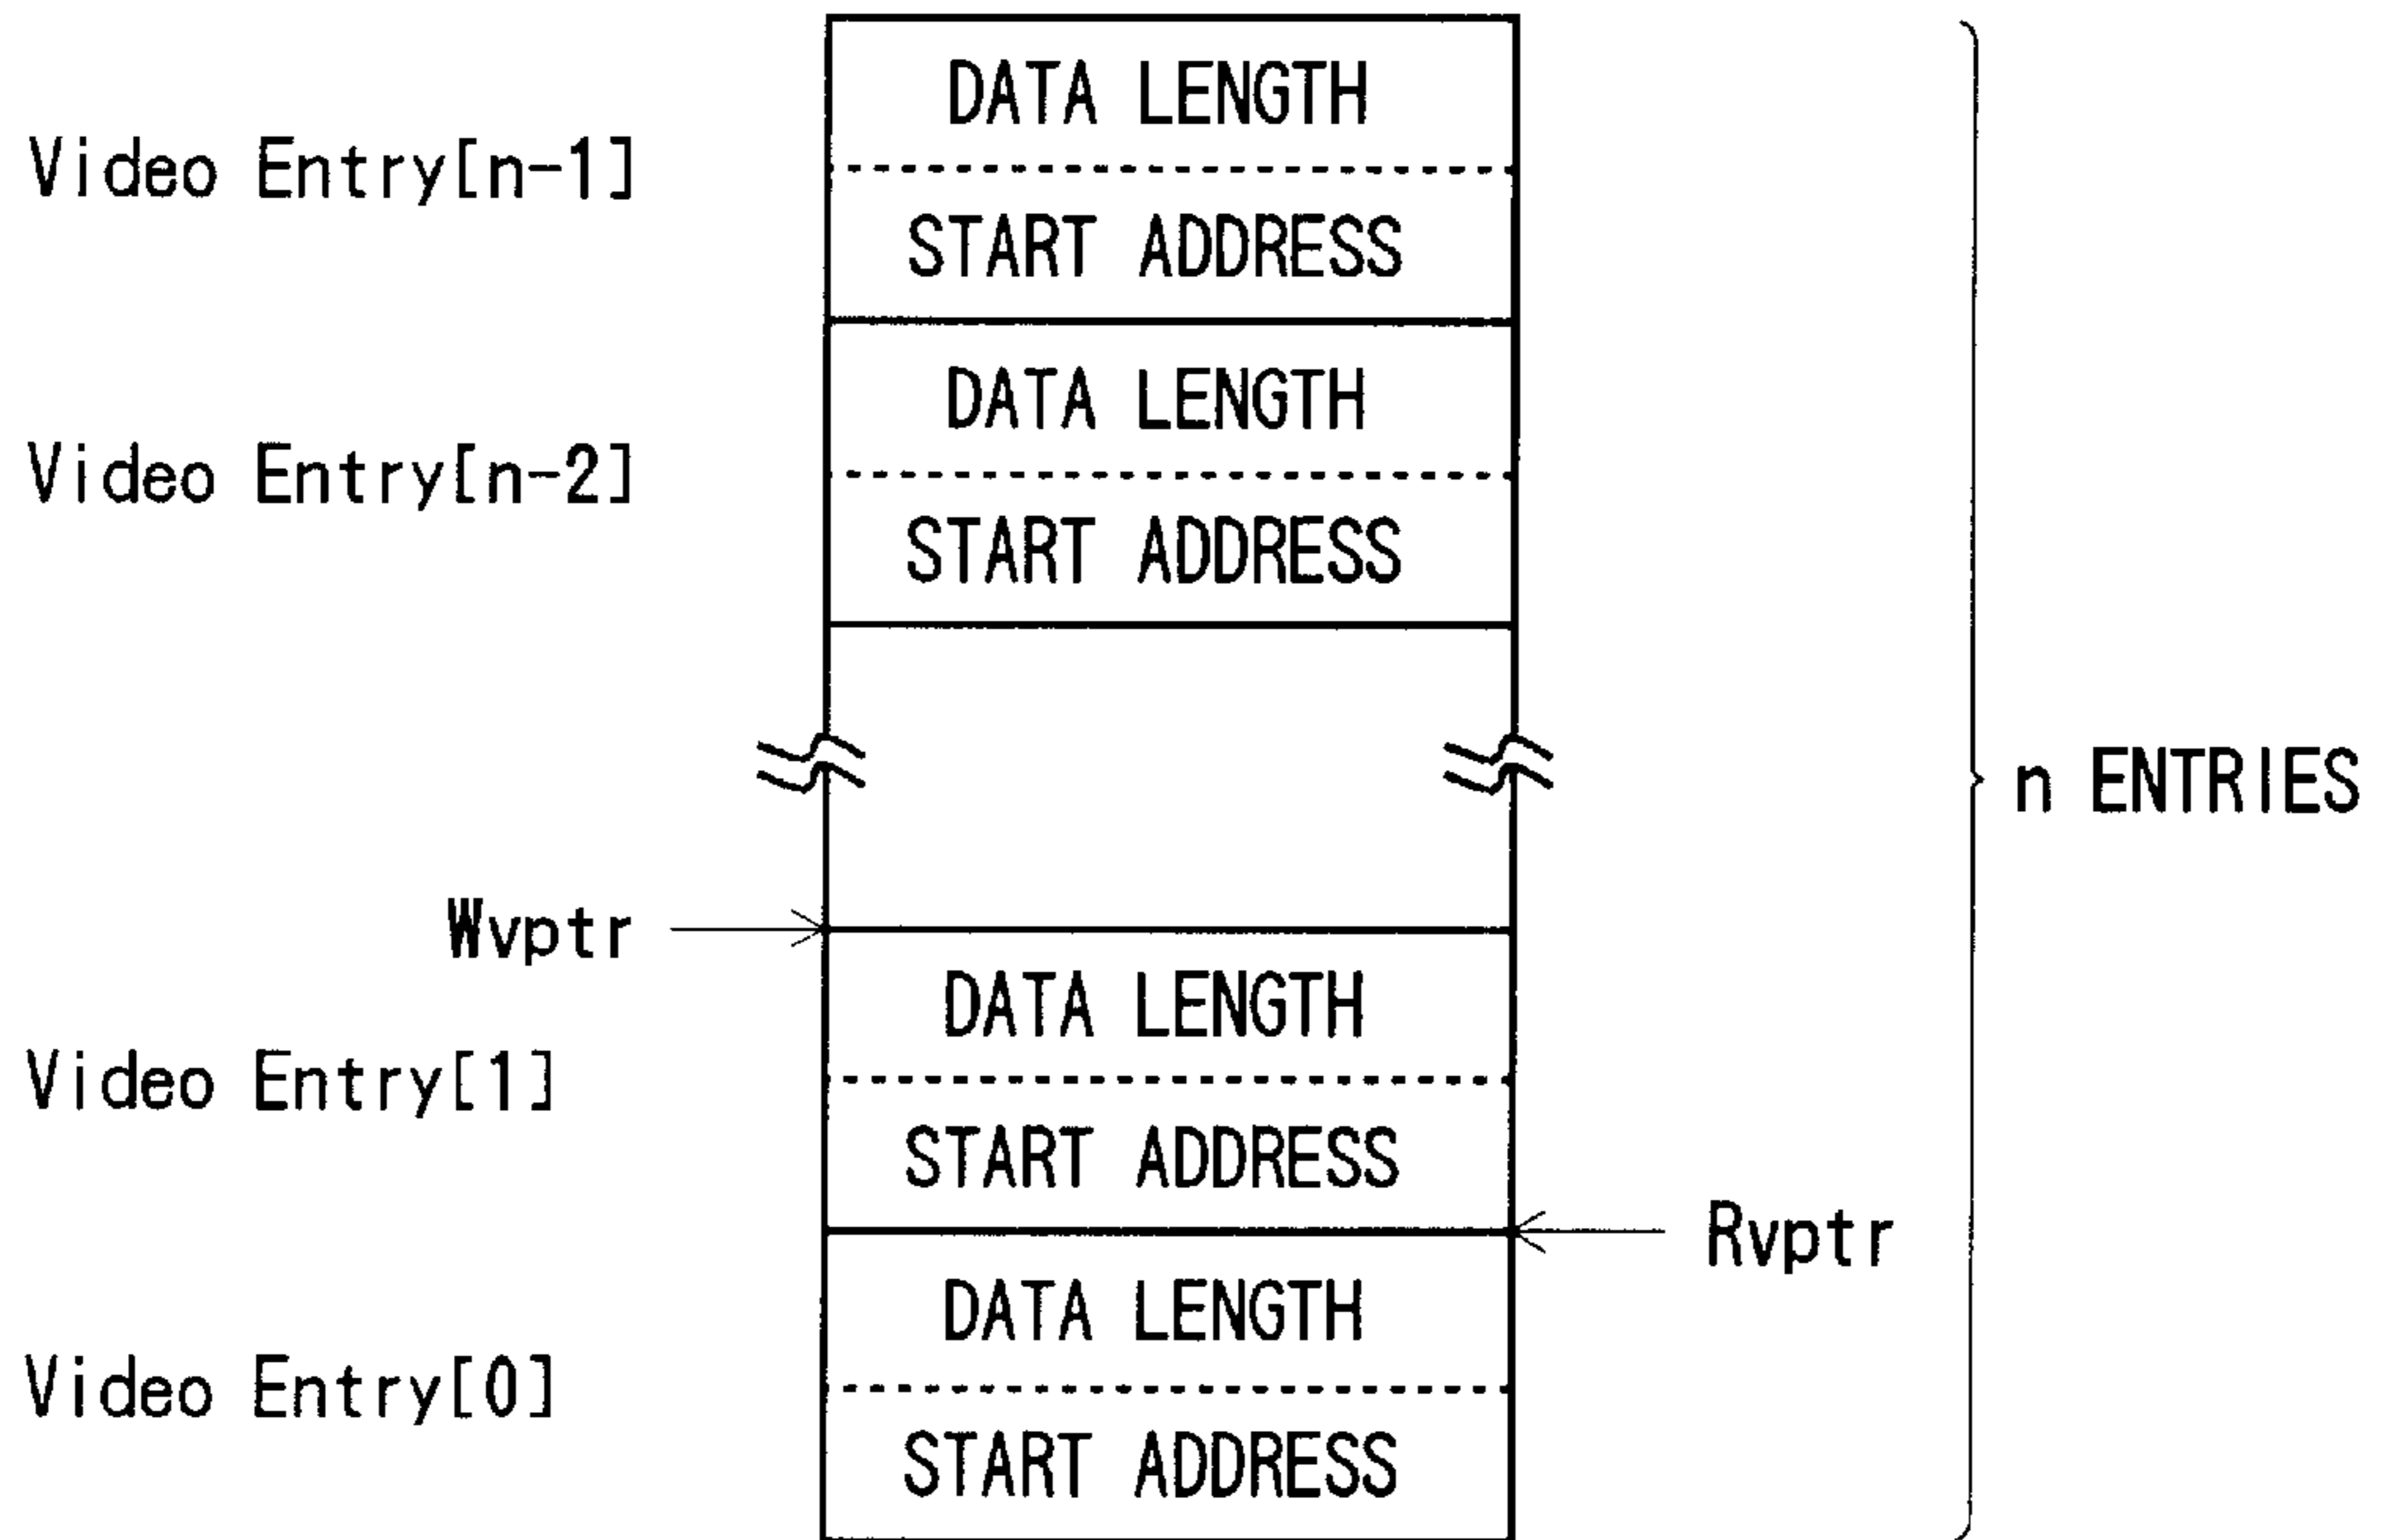 DATA LENGTH
Video Entry[n-1]
START ADDRESS
DATA LENGTH
Video Entry[n-2]
START ADDRESS
n ENTRIES
Wvptr
DATA LENGTH
Video Entry[1]
START ADDRESS
Rvptr
DATA LENGTH
Video Entry[0]
START ADDRESS